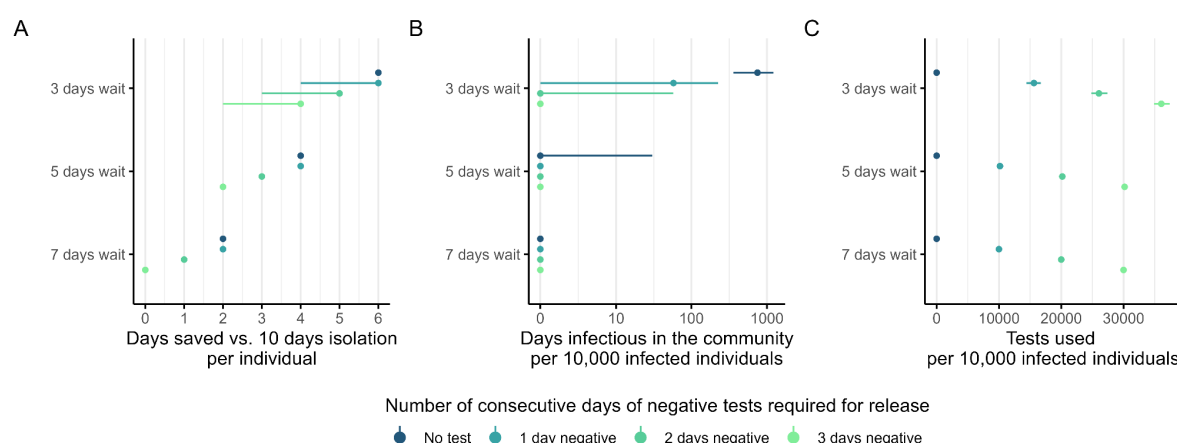 A
B
C
3 days wait
5 days wait
7 days wait
0 1 2 3 4 5 6
Days saved vs. 10 days isolation
per individual
3 days wait
5 days wait
7 days wait
0 10 100 1000
Days infectious in the community
per 10,000 infected individuals
3 days wait
5 days wait
7 days wait
0 10000 20000 30000
Tests used
per 10,000 infected individuals
Number of consecutive days of negative tests required for release
No test 1 day negative 2 days negative 3 days negative